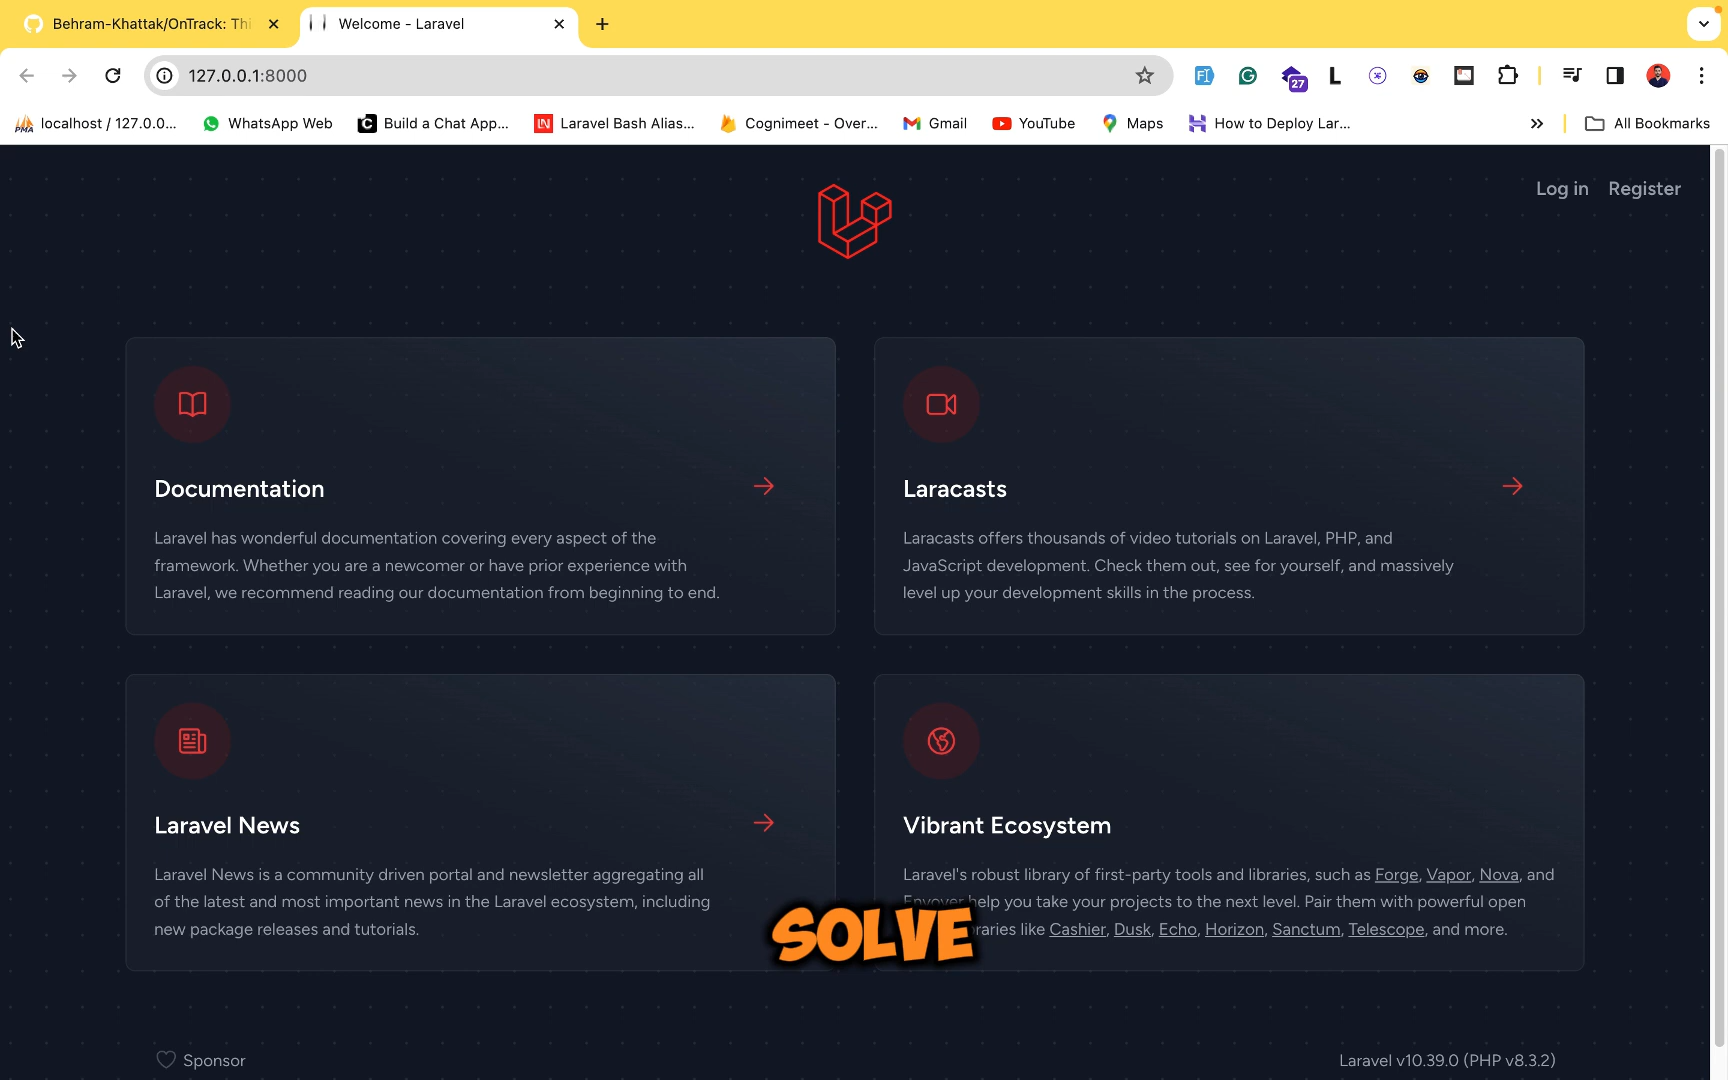 Behram-Khattak/OnTrack: Thi
Welcome - Laravel
127.0.0.1:8000
27
localhost / 127.0.0...
WhatsApp Web
Build a Chat App...
Laravel Bash Alias...
Cognimeet - Over...
Gmail
YouTube
Maps
How to Deploy Lar...
All Bookmarks
Log in
Register
Documentation
Laravel has wonderful documentation covering every aspect of the
framework. Whether you are a newcomer or have prior experience with
Laravel, we recommend reading our documentation from beginning to end.
Laracasts
Laracasts offers thousands of video tutorials on Laravel, PHP, and
JavaScript development. Check them out, see for yourself, and massively
level up your development skills in the process.
Laravel News
Laravel News is a community driven portal and newsletter aggregating all
of the latest and most important news in the Laravel ecosystem, including
new package releases and tutorials.
Vibrant Ecosystem
Laravel's robust library of first-party tools and libraries, such as Forge, Vapor, Nova, and
help you take your projects to the next level. Pair them with powerful open
like Cashier, Dusk, Echo, Horizon, Sanctum, Telescope, and more.
SOLVE
Sponsor
Laravel v10.39.0 (PHP v8.3.2)